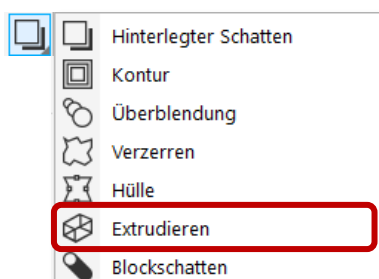 Hinterlegter Schatten
Kontur
Überblendung
Verzerren
Hülle
Extrudieren
Blockschatten